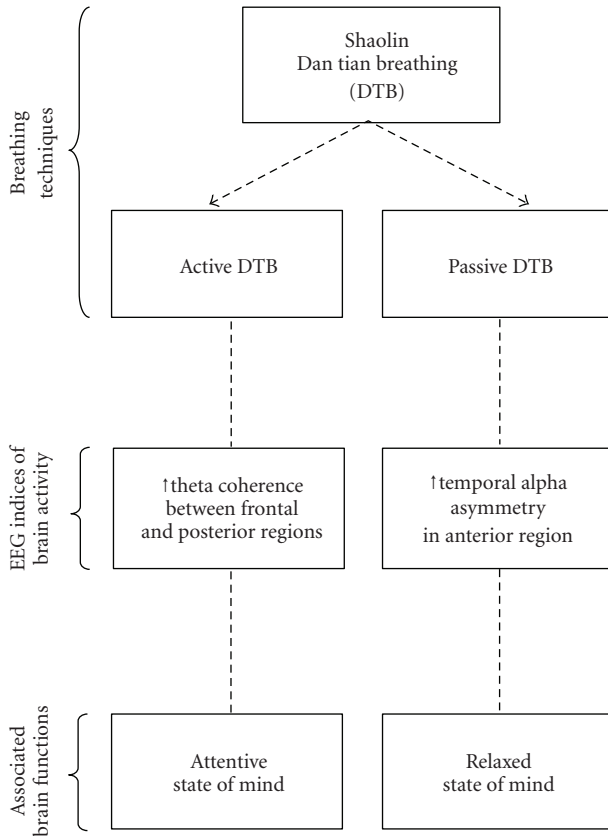 Shaolin
Dan tian breathing
(DTB)
Breathing
techniques
Active DTB
Passive DTB
EEG indices of
brain activity
↑theta coherence
between frontal
and posterior regions
↑temporal alpha
asymmetry
in anterior region
Associated
brain functions
Attentive
state of mind
Relaxed
state of mind